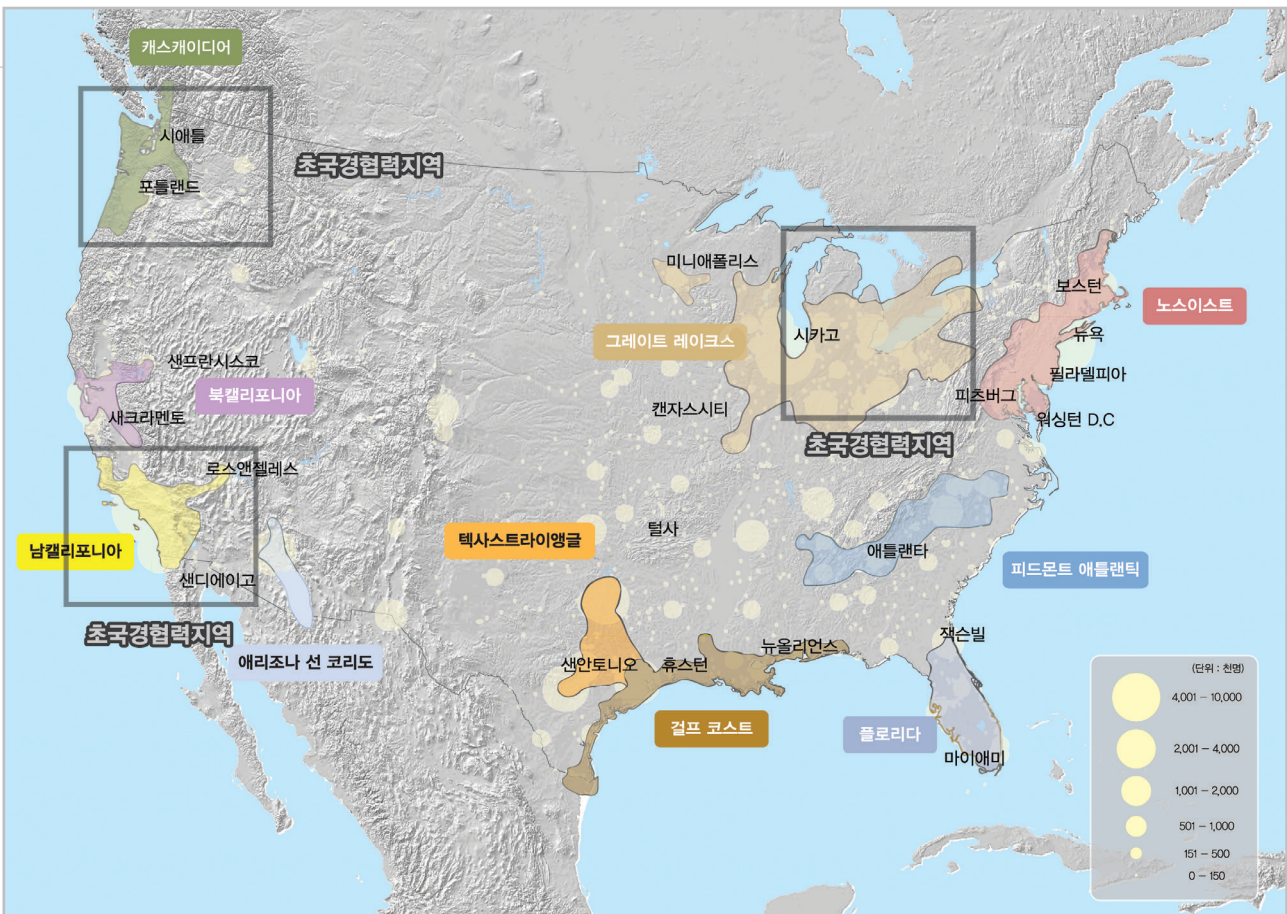 캐스캐이디어
시애틀
초국경협력지역
포틀랜드
미니애폴리스
보스턴
노스이스트
그레이트 레이크스
시카고
뉴욕
샌프란시스코
필라델피아
북캘리포니아
피츠버그
캔자스시티
새크라멘토
워싱턴 D.C
초국경협력지역
로스앤젤레스
텍사스트라이앵글
털사
남캘리포니아
애틀랜타
피드몬트 애틀랜틱
샌디에이고
초국경협력지역
잭슨빌
뉴올리언스
애리조나 선 코리도
샌안토니오
휴스턴
걸프 코스트
플로리다
마이애미
(단위 : 천명)
4,001 - 10,000
2,001 - 4,000
1,001 - 2,000
501 - 1,000
151 - 500
0 - 150